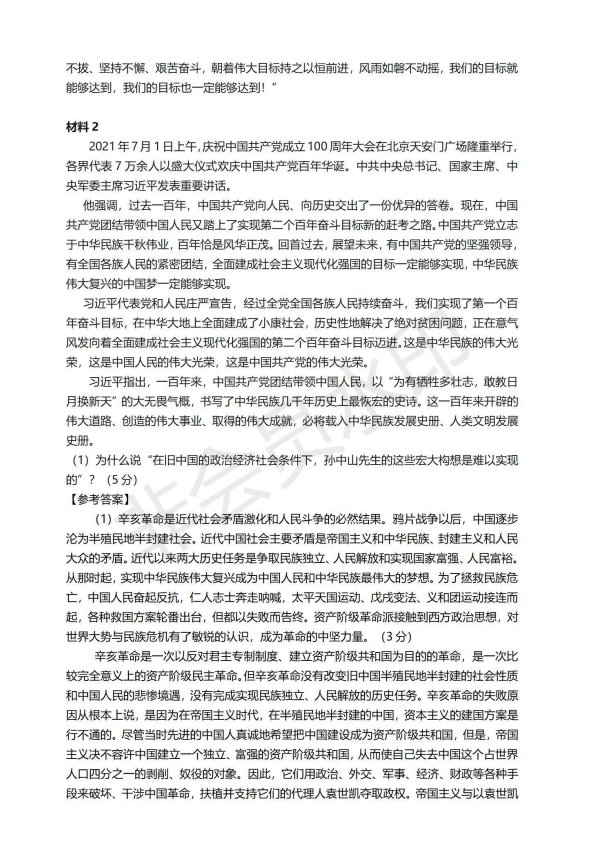 不拔、坚持不懈、艰苦奋斗，朝着伟大目标持之以恒前进，风雨如磐不动摇，我们的目标就
能够达到，我们的目标也一定能够达到！”
材料 2
2021 年 7 月 1 日上午，庆祝中国共产党成立 100 周年大会在北京天安门广场隆重举行，
各界代表 7 万余人以盛大仪式欢庆中国共产党百年华诞。中共中央总书记、国家主席、中
央军委主席习近平发表重要讲话。
他强调，过去一百年，中国共产党向人民、向历史交出了一份优异的答卷。现在，中国
共产党团结带领中国人民又踏上了实现第二个百年奋斗目标新的赶考之路。中国共产党立志
于中华民族千秋伟业，百年恰是风华正茂。回首过去，展望未来，有中国共产党的坚强领导，
有全国各族人民的紧密团结，全面建成社会主义现代化强国的目标一定能够实现，中华民族
伟大复兴的中国梦一定能够实现。
习近平代表党和人民庄严宣告，经过全党全国各族人民持续奋斗，我们实现了第一个百
年奋斗目标，在中华大地上全面建成了小康社会，历史性地解决了绝对贫困问题，正在意气
风发向着全面建成社会主义现代化强国的第二个百年奋斗目标迈进。这是中华民族的伟大光
荣，这是中国人民的伟大光荣，这是中国共产党的伟大光荣。
习近平指出，一百年来，中国共产党团结带领中国人民，以“为有牺牲多壮志，敢教日
月换新天”的大无畏气概，书写了中华民族几千年历史上最恢宏的史诗。这一百年来开辟的
伟大道路、创造的伟大事业、取得的伟大成就，必将载入中华民族发展史册、人类文明发展
史册。
（1）为什么说“在旧中国的政治经济社会条件下，孙中山先生的这些宏大构想是难以实现
的”？（5 分）
【参考答案】
（1）辛亥革命是近代社会矛盾激化和人民斗争的必然结果。鸦片战争以后，中国逐步
沦为半殖民地半封建社会。近代中国社会主要矛盾是帝国主义和中华民族、封建主义和人民
大众的矛盾。近代以来两大历史任务是争取民族独立、人民解放和实现国家富强、人民富裕。
从那时起，实现中华民族伟大复兴成为中国人民和中华民族最伟大的梦想。为了拯救民族危
亡，中国人民奋起反抗，仁人志士奔走呐喊，太平天国运动、戊戌变法、义和团运动接连而
起，各种救国方案轮番出台，但都以失败而告终。资产阶级革命派接触到西方政治思想，对
世界大势与民族危机有了敏锐的认识，成为革命的中坚力量。（3 分）
辛亥革命是一次以反对君主专制制度、建立资产阶级共和国为目的的革命，是一次比
较完全意义上的资产阶级民主革命。但辛亥革命没有改变旧中国半殖民地半封建的社会性质
和中国人民的悲惨境遇，没有完成实现民族独立、人民解放的历史任务。辛亥革命的失败原
因从根本上说，是因为在帝国主义时代，在半殖民地半封建的中国，资本主义的建国方案是
行不通的。尽管当时先进的中国人真诚地希望把中国建设成为资产阶级共和国，但是，帝国
主义决不容许中国建立一个独立、富强的资产阶级共和国，从而使自己失去中国这个占世界
人口四分之一的剥削、奴役的对象。因此，它们用政治、外交、军事、经济、财政等各种手
段来破坏、干涉中国革命，扶植并支持它们的代理人袁世凯夺取政权。帝国主义与以袁世凯
非会员水印